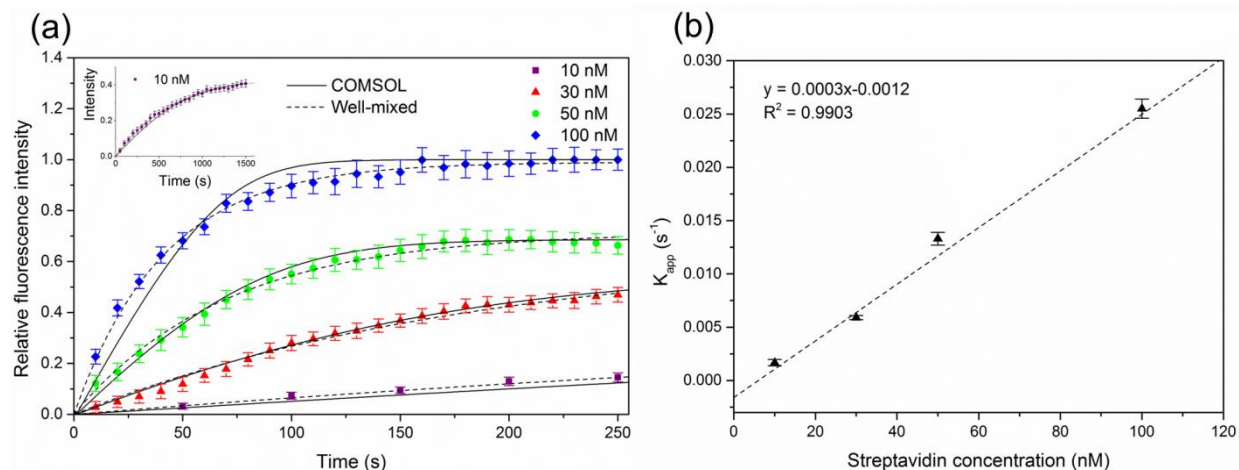 (a)
1.4
1.2
1.0
0.8
0.6
0.4
0.2
0.0
Relative fluorescence intensity
0 50 100 150 200 250
Time (s)
10 nM
0.4
0.2
0.0
Intensity
0 500 1000 1500
Time (s)
COMSOL
Well-mixed
10 nM
30 nM
50 nM
100 nM
(b)
0.030
0.025
0.020
0.015
0.010
0.005
0.000
K app (s-1)
y = 0.0003x-0.0012
R² = 0.9903
0 20 40 60 80 100 120
Streptavidin concentration (nM)